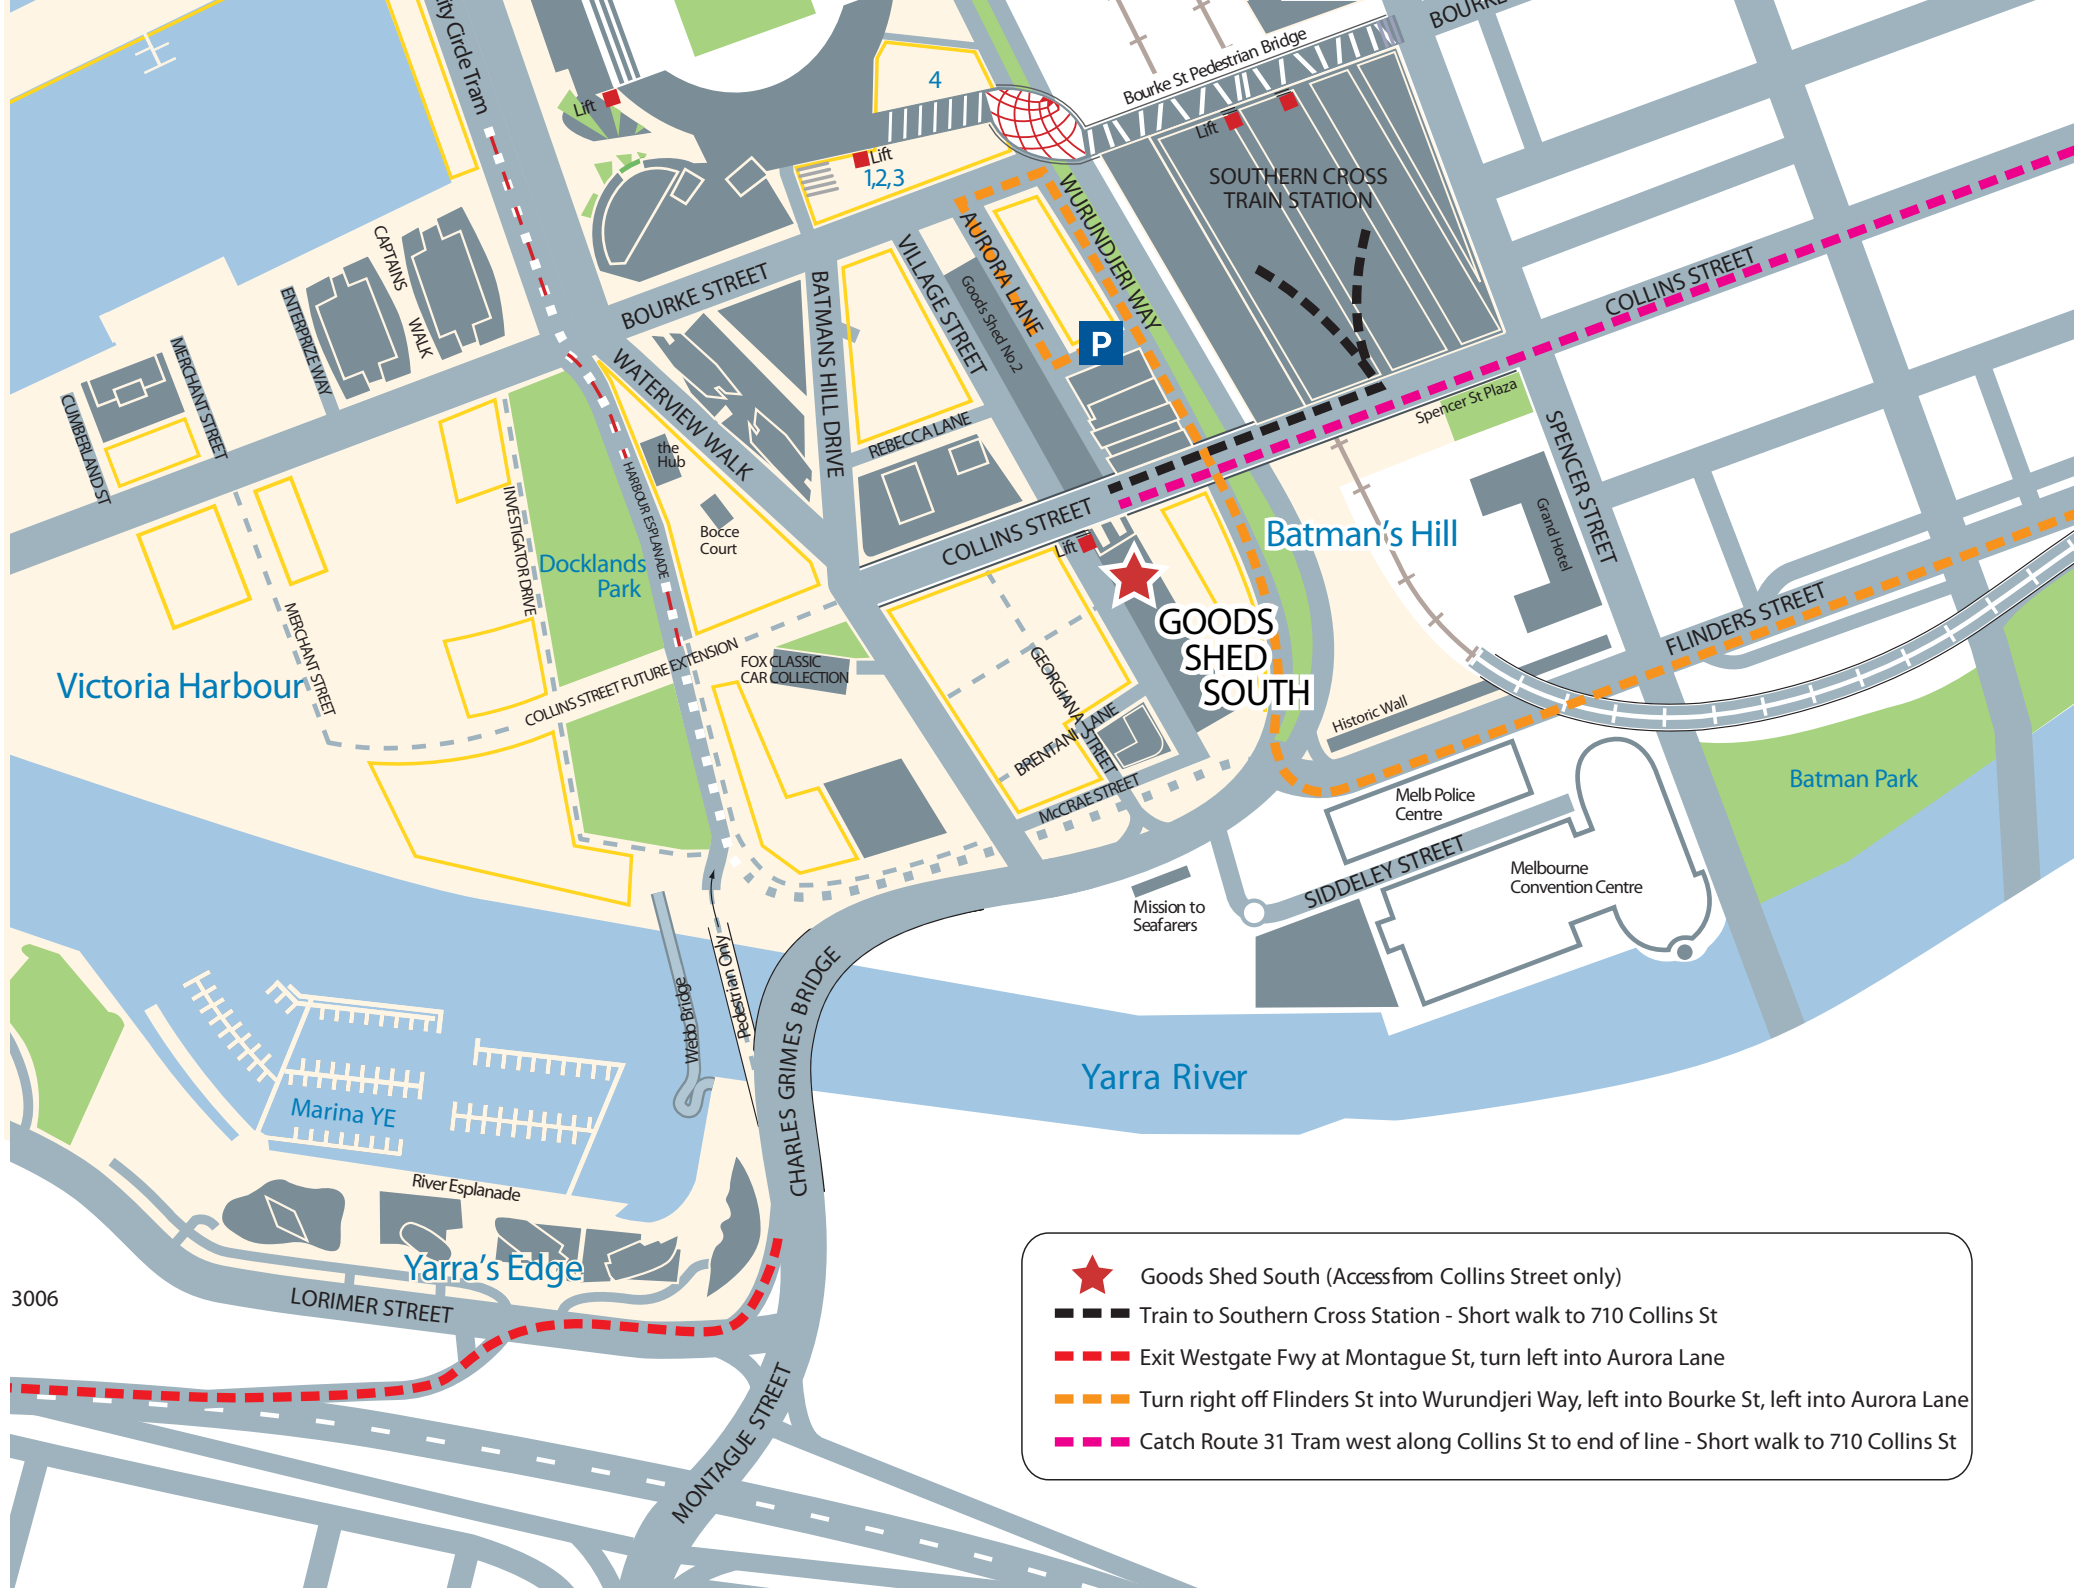 City Circle Tram
BOURKE
Bourke St Pedestrian Bridge
4
Lift
Lift
1,2,3
Lift
SOUTHERN CROSS
TRAIN STATION
WURUNDJERI WAY
AURORA LANE
VILLAGE STREET
Goods Shed No.2
P
CAPTAINS
WALK
ENTERPRIZE WAY
MERCHANT STREET
CUMBERLAND ST
BOURKE STREET
BATMANS HILL DRIVE
WATERVIEW WALK
REBECCA LANE
COLLINS STREET
Spencer St Plaza
SPENCER STREET
the
Hub
Bocce
Court
HARBOUR ESPLANADE
INVESTIGATOR DRIVE
Docklands
Park
COLLINS STREET
Lift
Batman's Hill
Grand Hotel
GOODS
SHED
SOUTH
FLINDERS STREET
Victoria Harbour
MERCHANT STREET
COLLINS STREET FUTURE EXTENSION
FOX CLASSIC
CAR COLLECTION
GEORGIANA STREET
BRENTANI LANE
McCRAE STREET
Historic Wall
Melb Police
Centre
Batman Park
SIDDELEY STREET
Melbourne
Convention Centre
Mission to
Seafarers
Webb Bridge
Pedestrian Only
CHARLES GRIMES BRIDGE
Yarra River
Marina YE
River Esplanade
Yarra's Edge
LORIMER STREET
3006
MONTAGUE STREET
Goods Shed South (Access from Collins Street only)
Train to Southern Cross Station - Short walk to 710 Collins St
Exit Westgate Fwy at Montague St, turn left into Aurora Lane
Turn right off Flinders St into Wurundjeri Way, left into Bourke St, left into Aurora Lane
Catch Route 31 Tram west along Collins St to end of line - Short walk to 710 Collins St